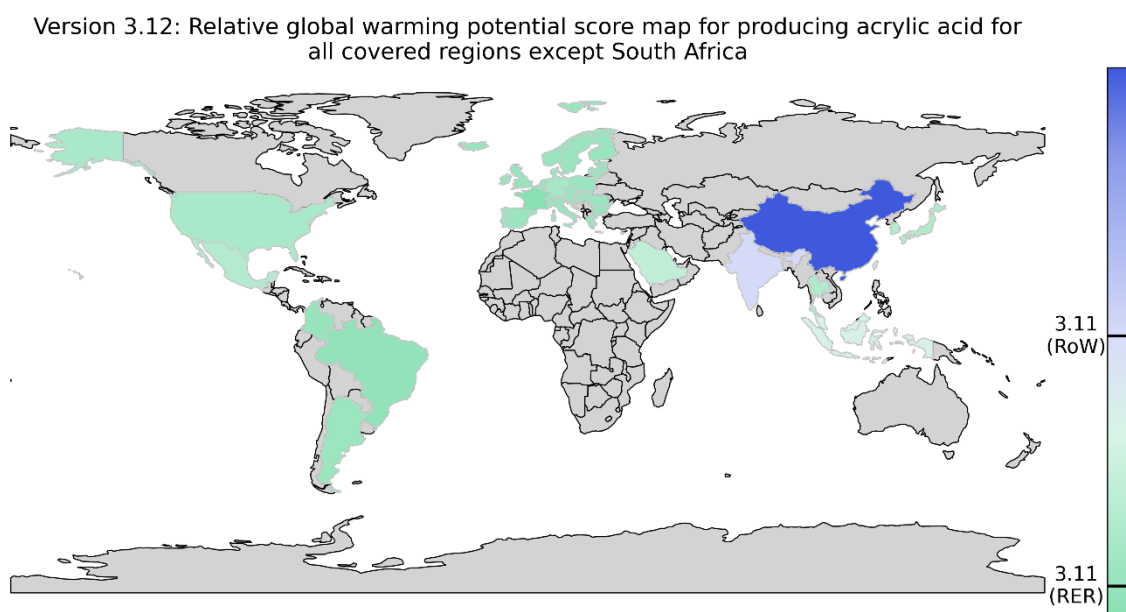 Version 3.12: Relative global warming potential score map for producing acrylic acid for
all covered regions except South Africa
3.11
(RoW)
3.11
(RER)